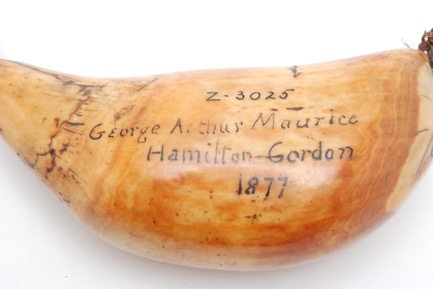 Z-3025
George Arthur Maurice
Hamilton-Gordon
1877